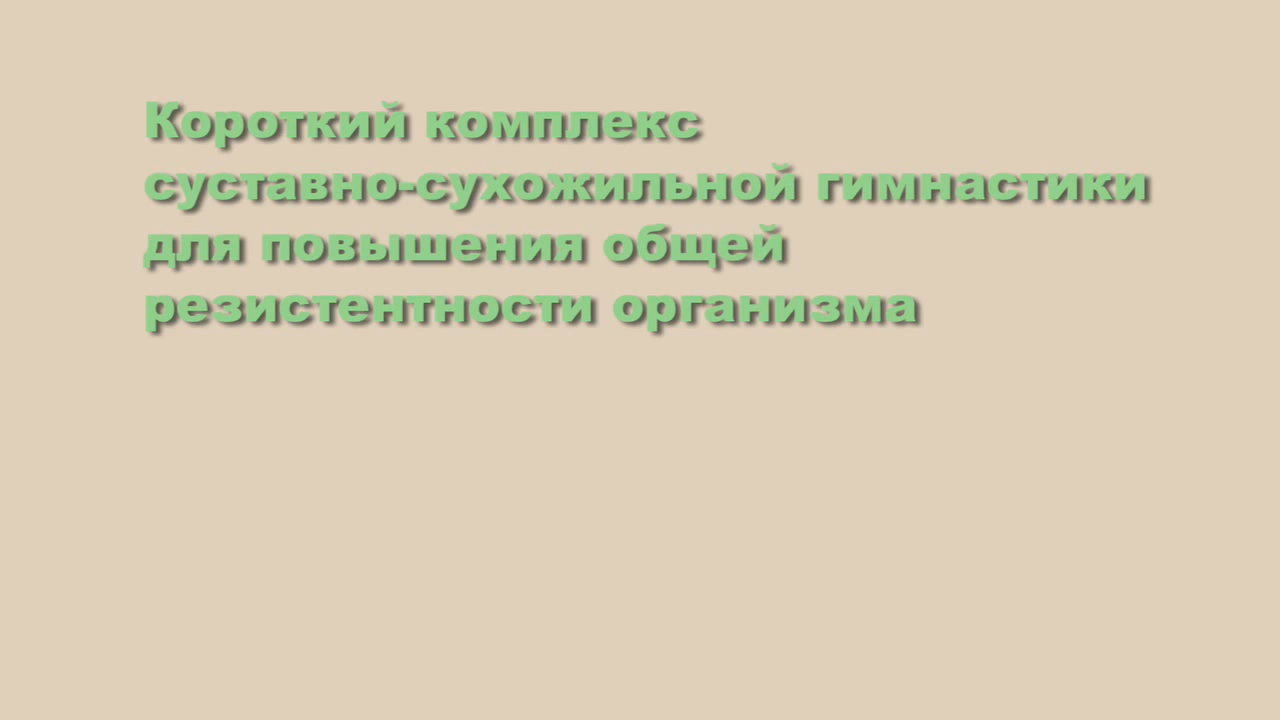 Короткий комплекс
суставно-сухожильной гимнастики
для повышения общей
резистентности организма